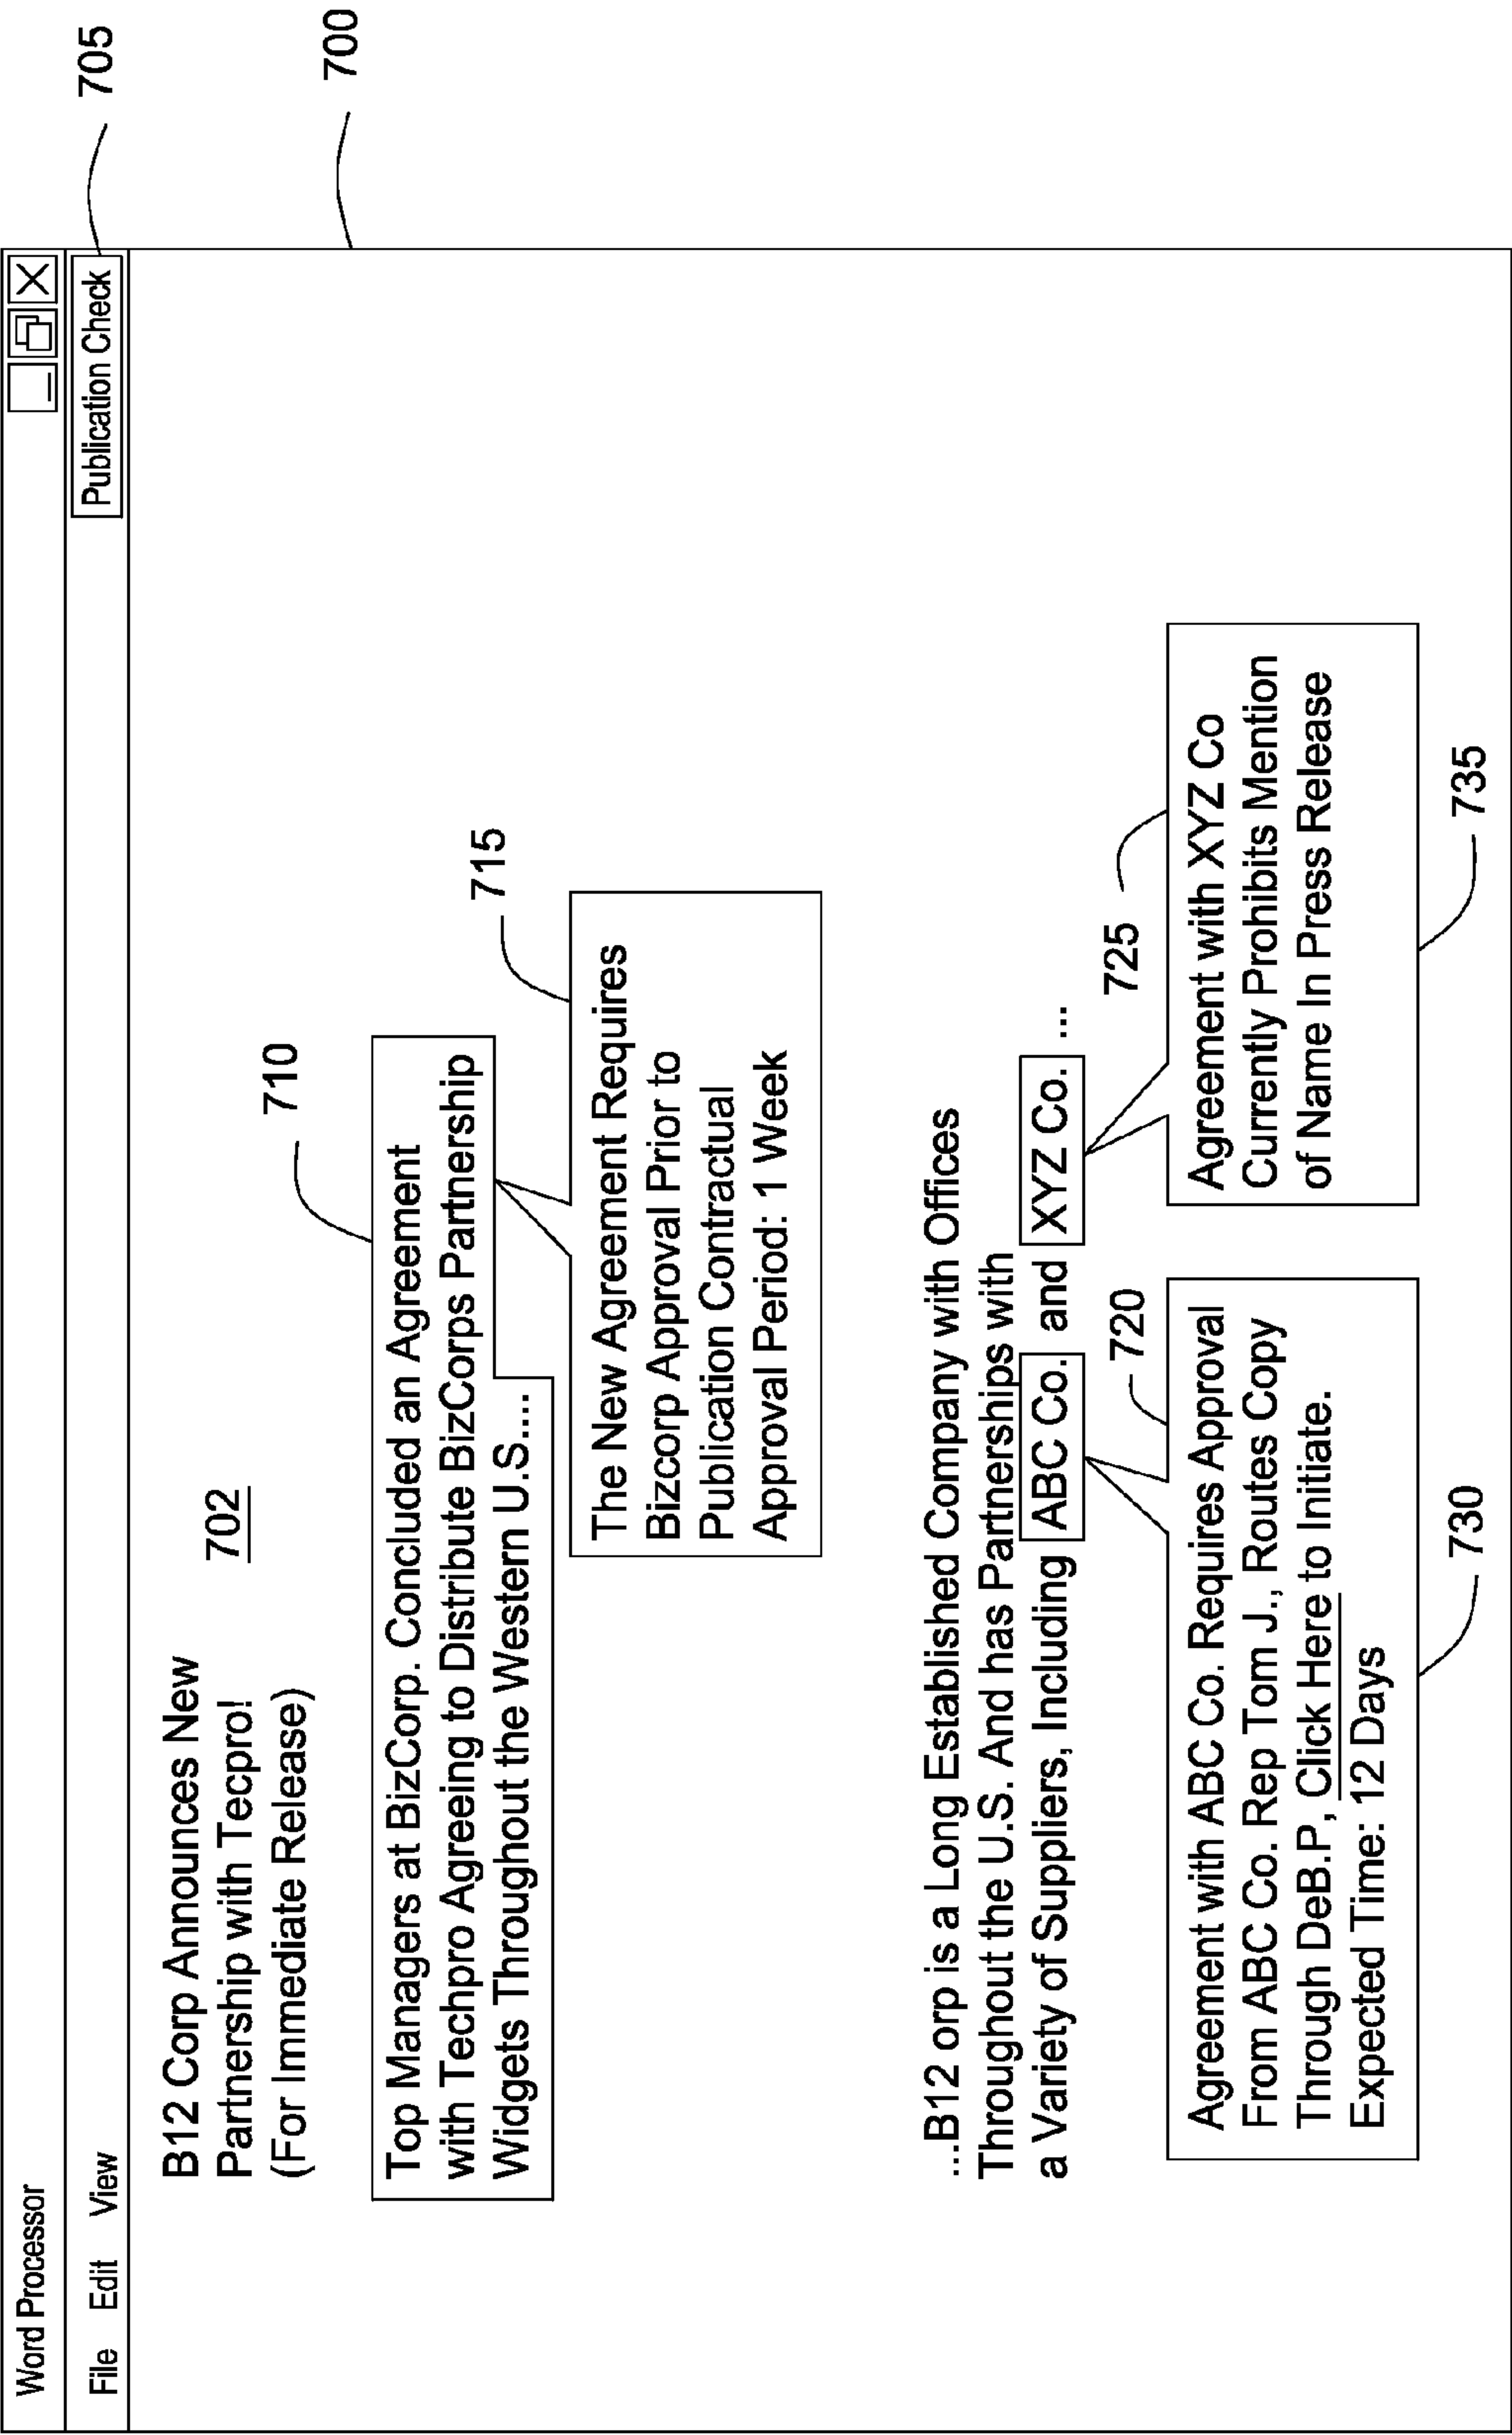 Word Processor
File Edit View
Publication Check
705
700
B12 Corp Announces New
Partnership with Tecpro!
(For Immediate Release)
702
710
Top Managers at BizCorp. Concluded an Agreement
with Techpro Agreeing to Distribute BizCorps Partnership
Widgets Throughout the Western U.S....
715
The New Agreement Requires
Bizcorp Approval Prior to
Publication Contractual
Approval Period: 1 Week
...B12 orp is a Long Established Company with Offices
Throughout the U.S. And has Partnerships with
a Variety of Suppliers, Including ABC Co. and XYZ Co. ...
720
725
Agreement with ABC Co. Requires Approval
From ABC Co. Rep Tom J., Routes Copy
Through DeB.P, Click Here to Initiate.
Expected Time: 12 Days
730
Agreement with XYZ Co
Currently Prohibits Mention
of Name In Press Release
735